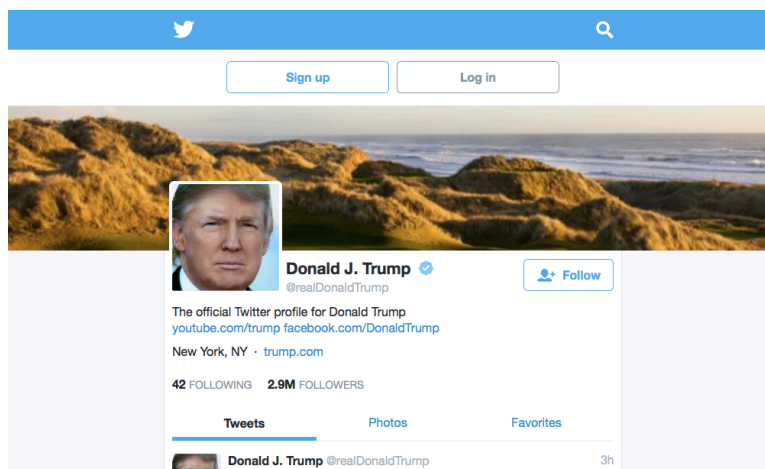 Sign up
Log in
Donald J. Trump
Follow
@realDonaldTrump
The official Twitter profile for Donald Trump
youtube.com/trump facebook.com/DonaldTrump
New York, NY · trump.com
42 FOLLOWING 2.9M FOLLOWERS
Tweets Photos Favorites
Donald J. Trump @realDonaldTrump 3h